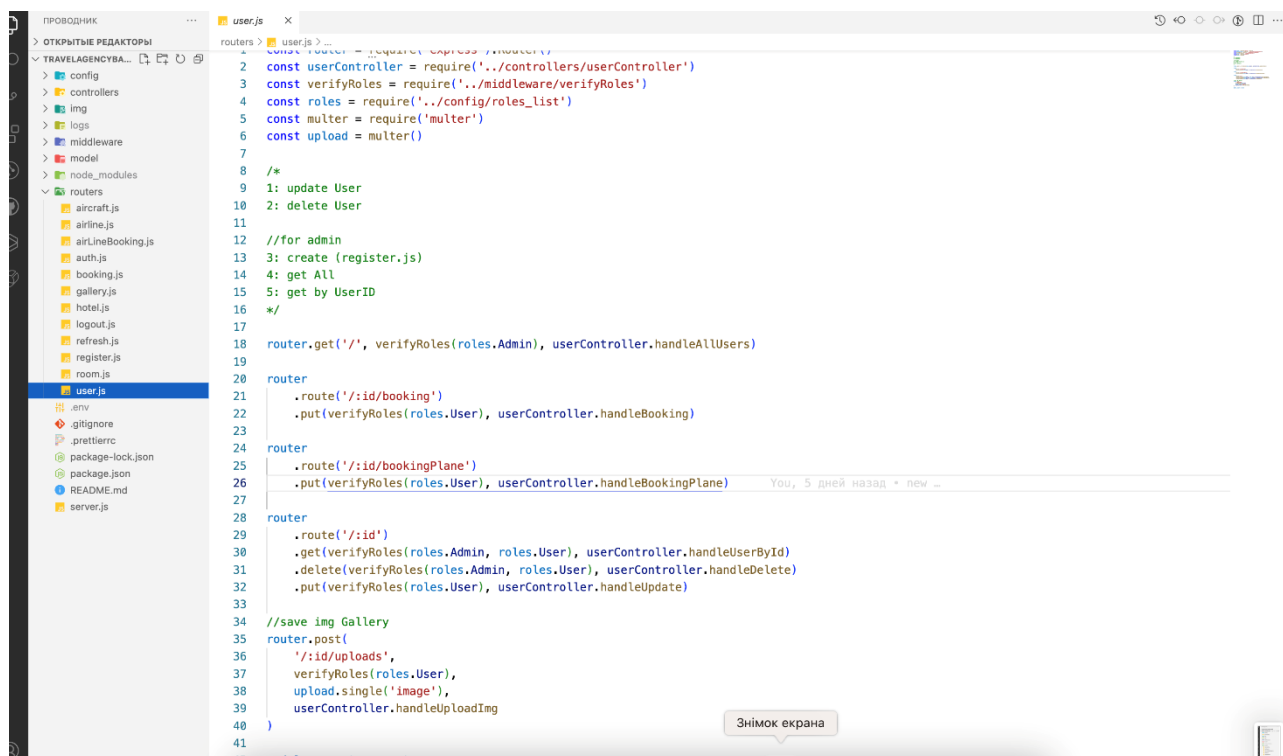 ПРОВОДНИК ···
> ОТКРЫТЫЕ РЕДАКТОРЫ
TRAVELAGENCYBA...
> config
> controllers
> img
> logs
> middleware
> model
> node_modules
routers
aircraft.js
airline.js
airLineBooking.js
auth.js
booking.js
gallery.js
hotel.js
logout.js
refresh.js
register.js
room.js
user.js
.env
.gitignore
.prettierrc
package-lock.json
package.json
README.md
server.js
user.js ×
routers > user.js > ...
1 const router = require('express').Router()
2 const userController = require('../controllers/userController')
3 const verifyRoles = require('../middleware/verifyRoles')
4 const roles = require('../config/roles_list')
5 const multer = require('multer')
6 const upload = multer()
7
8 /*
9 1: update User
10 2: delete User
11
12 //for admin
13 3: create (register.js)
14 4: get All
15 5: get by UserID
16 */
17
18 router.get('/', verifyRoles(roles.Admin), userController.handleAllUsers)
19
20 router
21 .route('/:id/booking')
22 .put(verifyRoles(roles.User), userController.handleBooking)
23
24 router
25 .route('/:id/bookingPlane')
26 .put(verifyRoles(roles.User), userController.handleBookingPlane) You, 5 дней назад • new …
27
28 router
29 .route('/:id')
30 .get(verifyRoles(roles.Admin, roles.User), userController.handleUserById)
31 .delete(verifyRoles(roles.Admin, roles.User), userController.handleDelete)
32 .put(verifyRoles(roles.User), userController.handleUpdate)
33
34 //save img Gallery
35 router.post(
36 '/:id/uploads',
37 verifyRoles(roles.User),
38 upload.single('image'),
39 userController.handleUploadImg
40 )
41
Знімок екрана